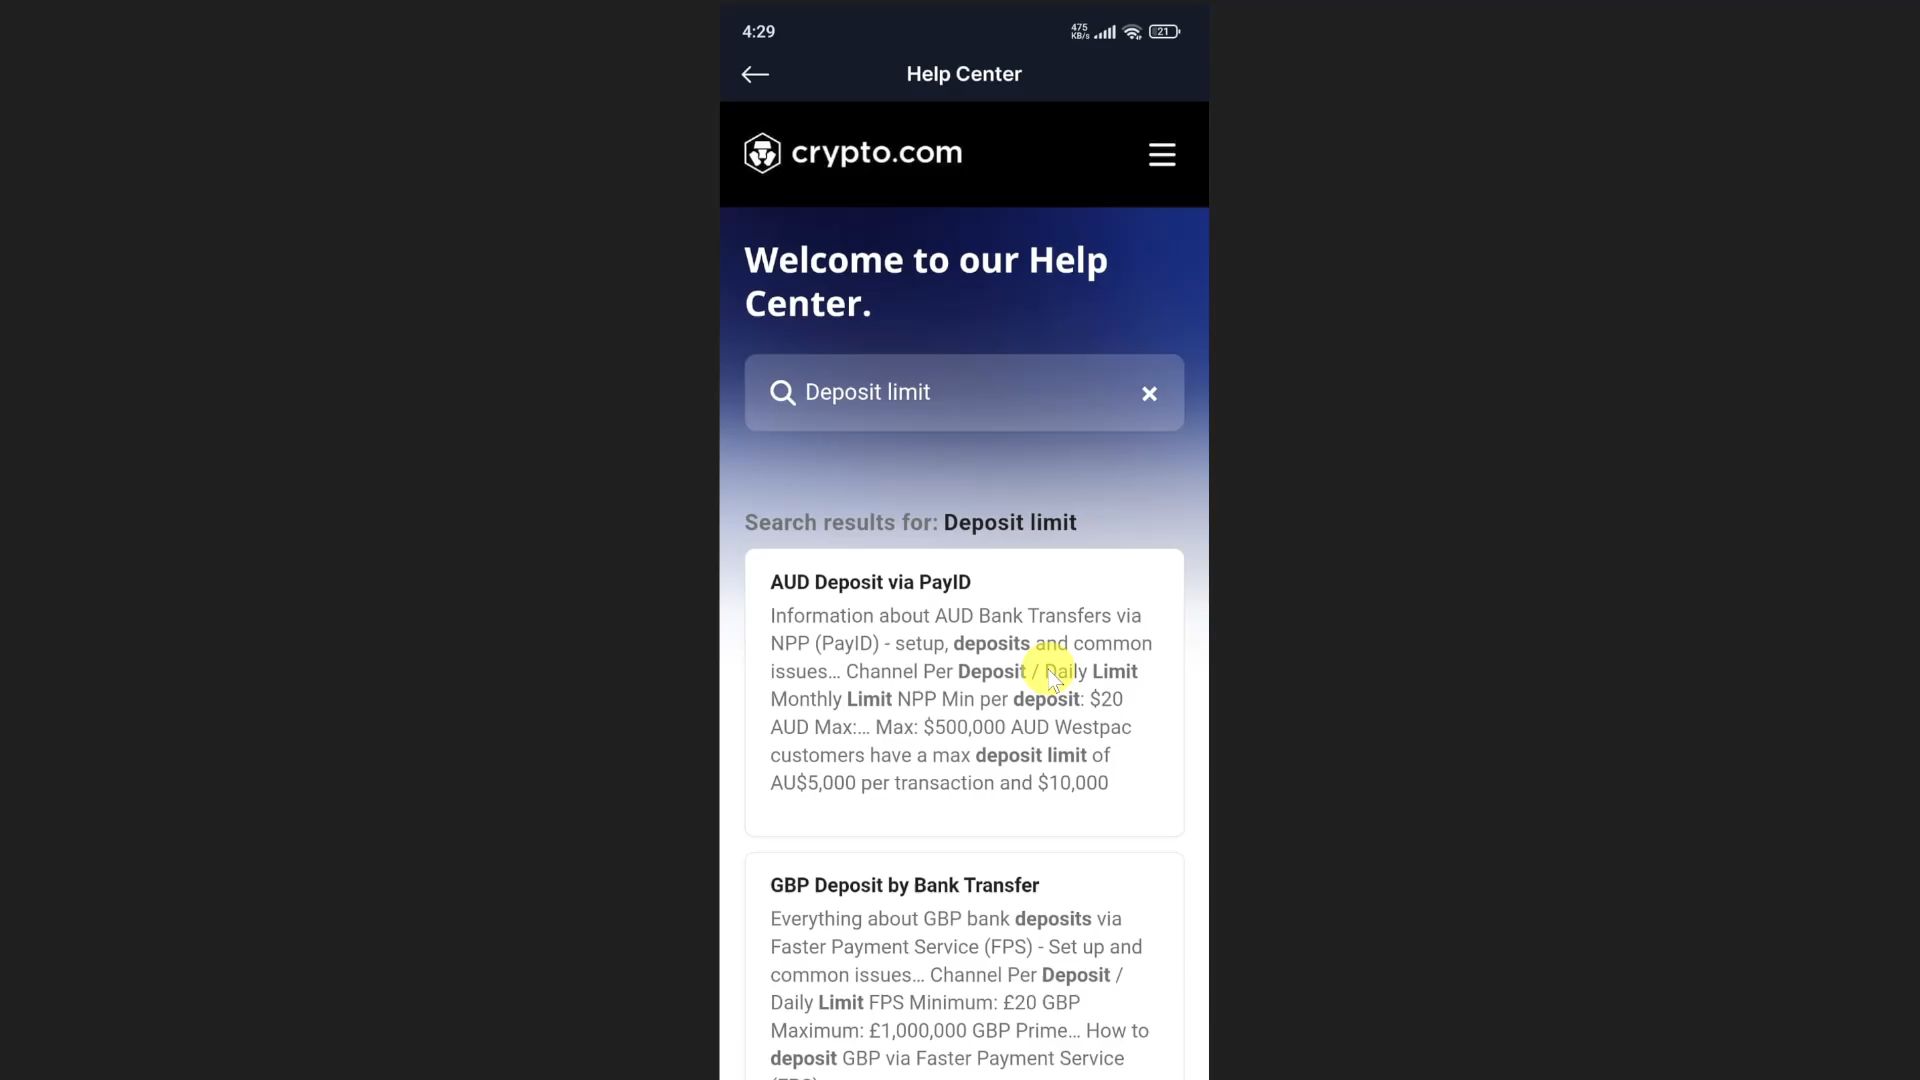 4:29
475
KB/s
21
Help Center
crypto.com
Welcome to our Help
Center.
Deposit limit
Search results for: Deposit limit
AUD Deposit via PayID
Information about AUD Bank Transfers via
NPP (PayID) - setup, deposits and common
issues... Channel Per Deposit / Daily Limit
Monthly Limit NPP Min per deposit: $20
AUD Max:... Max: $500,000 AUD Westpac
customers have a max deposit limit of
AU$5,000 per transaction and $10,000
GBP Deposit by Bank Transfer
Everything about GBP bank deposits via
Faster Payment Service (FPS) - Set up and
common issues... Channel Per Deposit /
Daily Limit FPS Minimum: £20 GBP
Maximum: £1,000,000 GBP Prime... How to
deposit GBP via Faster Payment Service